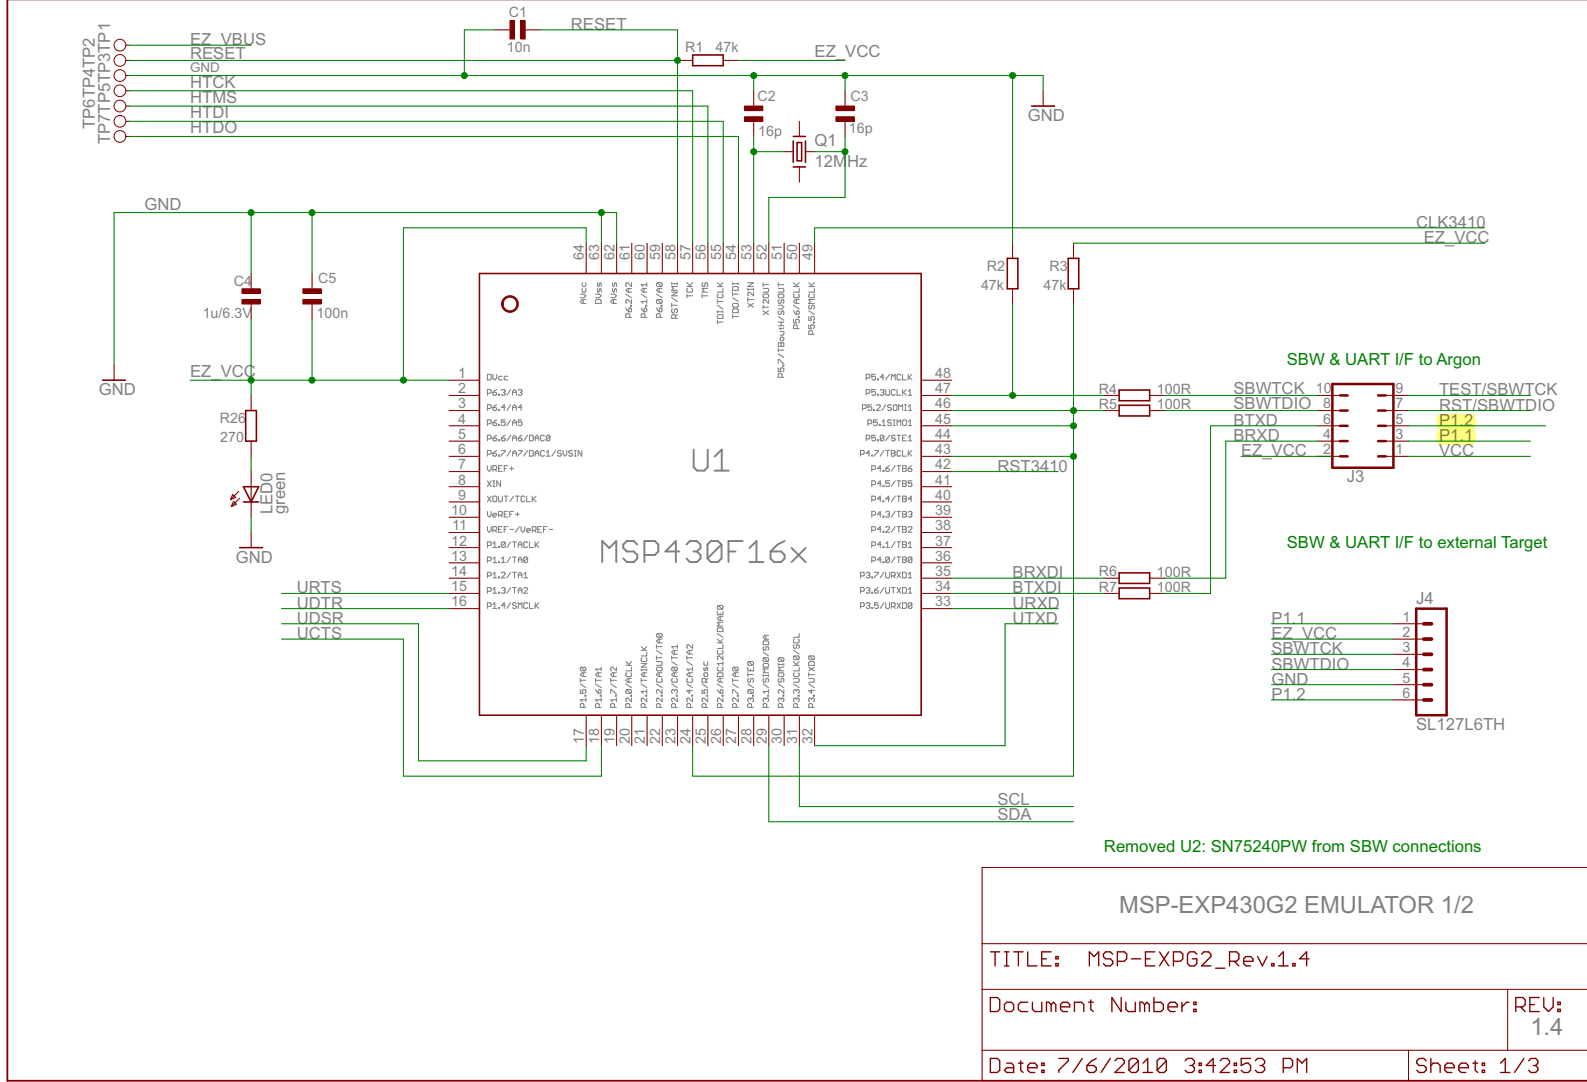 C1
RESET
10n
TP6TP4TP2
TP7TP5TP3TP1
EZ_VBUS
RESET
GND
HTCK
HTMS
HTDI
HTDO
R1 47k
EZ_VCC
C2
16p
C3
16p
Q1
12MHz
GND
GND
C4
1u/6.3V
C5
100n
GND
EZ_VCC
R26
270
LED0
green
GND
CLK3410
EZ_VCC
R2
47k
R3
47k
64 63 62 61 60 59 58 57 56 55 54 53 52 51 50 49
AVcc
DVss
AVss
P6.2/A2
P6.1/A1
P6.0/A0
RST/NMI
TCK
TMS
TDI/TCLK
TDO/TDI
XT2IN
XT2OUT
P5.7/TBoutH/SVSOUT
P5.6/ACLK
P5.5/SMCLK
1 DVcc
2 P6.3/A3
3 P6.4/A4
4 P6.5/A5
5 P6.6/A6/DAC0
6 P6.7/A7/DAC1/SVSIN
7 VREF+
8 XIN
9 XOUT/TCLK
10 VeREF+
11 VREF-/VeREF-
12 P1.0/TACLK
13 P1.1/TA0
14 P1.2/TA1
15 P1.3/TA2
16 P1.4/SMCLK
U1
MSP430F16x
P5.4/MCLK 48
P5.3UCLK1 47
P5.2/SOMI1 46
P5.1SIMO1 45
P5.0/STE1 44
P4.7/TBCLK 43
P4.6/TB6 42
P4.5/TB5 41
P4.4/TB4 40
P4.3/TB3 39
P4.2/TB2 38
P4.1/TB1 37
P4.0/TB0 36
P3.7/URXD1 35
P3.6/UTXD1 34
P3.5/URXD0 33
P1.5/TA0
P1.6/TA1
P1.7/TA2
P2.0/ACLK
P2.1/TAINCLK
P2.2/CAOUT/TA0
P2.3/CA0/TA1
P2.4/CA1/TA2
P2.5/Rosc
P2.6/ADC12CLK/DMAE0
P2.7/TA0
P3.0/STE0
P3.1/SIMO0/SDA
P3.2/SOMI0
P3.3/UCLK0/SCL
P3.4/UTXD0
17 18 19 20 21 22 23 24 25 26 27 28 29 30 31 32
URTS
UDTR
UDSR
UCTS
RST3410
R4 100R
R5 100R
BRXDI
BTXDI
URXD
UTXD
R6 100R
R7 100R
SCL
SDA
SBW & UART I/F to Argon
SBWTCK 10 9 TEST/SBWTCK
SBWTDIO 8 7 RST/SBWTDIO
BTXD 6 5 P1.2
BRXD 4 3 P1.1
EZ_VCC 2 1 VCC
J3
SBW & UART I/F to external Target
J4
P1.1 1
EZ_VCC 2
SBWTCK 3
SBWTDIO 4
GND 5
P1.2 6
SL127L6TH
Removed U2: SN75240PW from SBW connections
MSP-EXP430G2 EMULATOR 1/2
TITLE: MSP-EXPG2_Rev.1.4
Document Number:
REV:
1.4
Date: 7/6/2010 3:42:53 PM
Sheet: 1/3